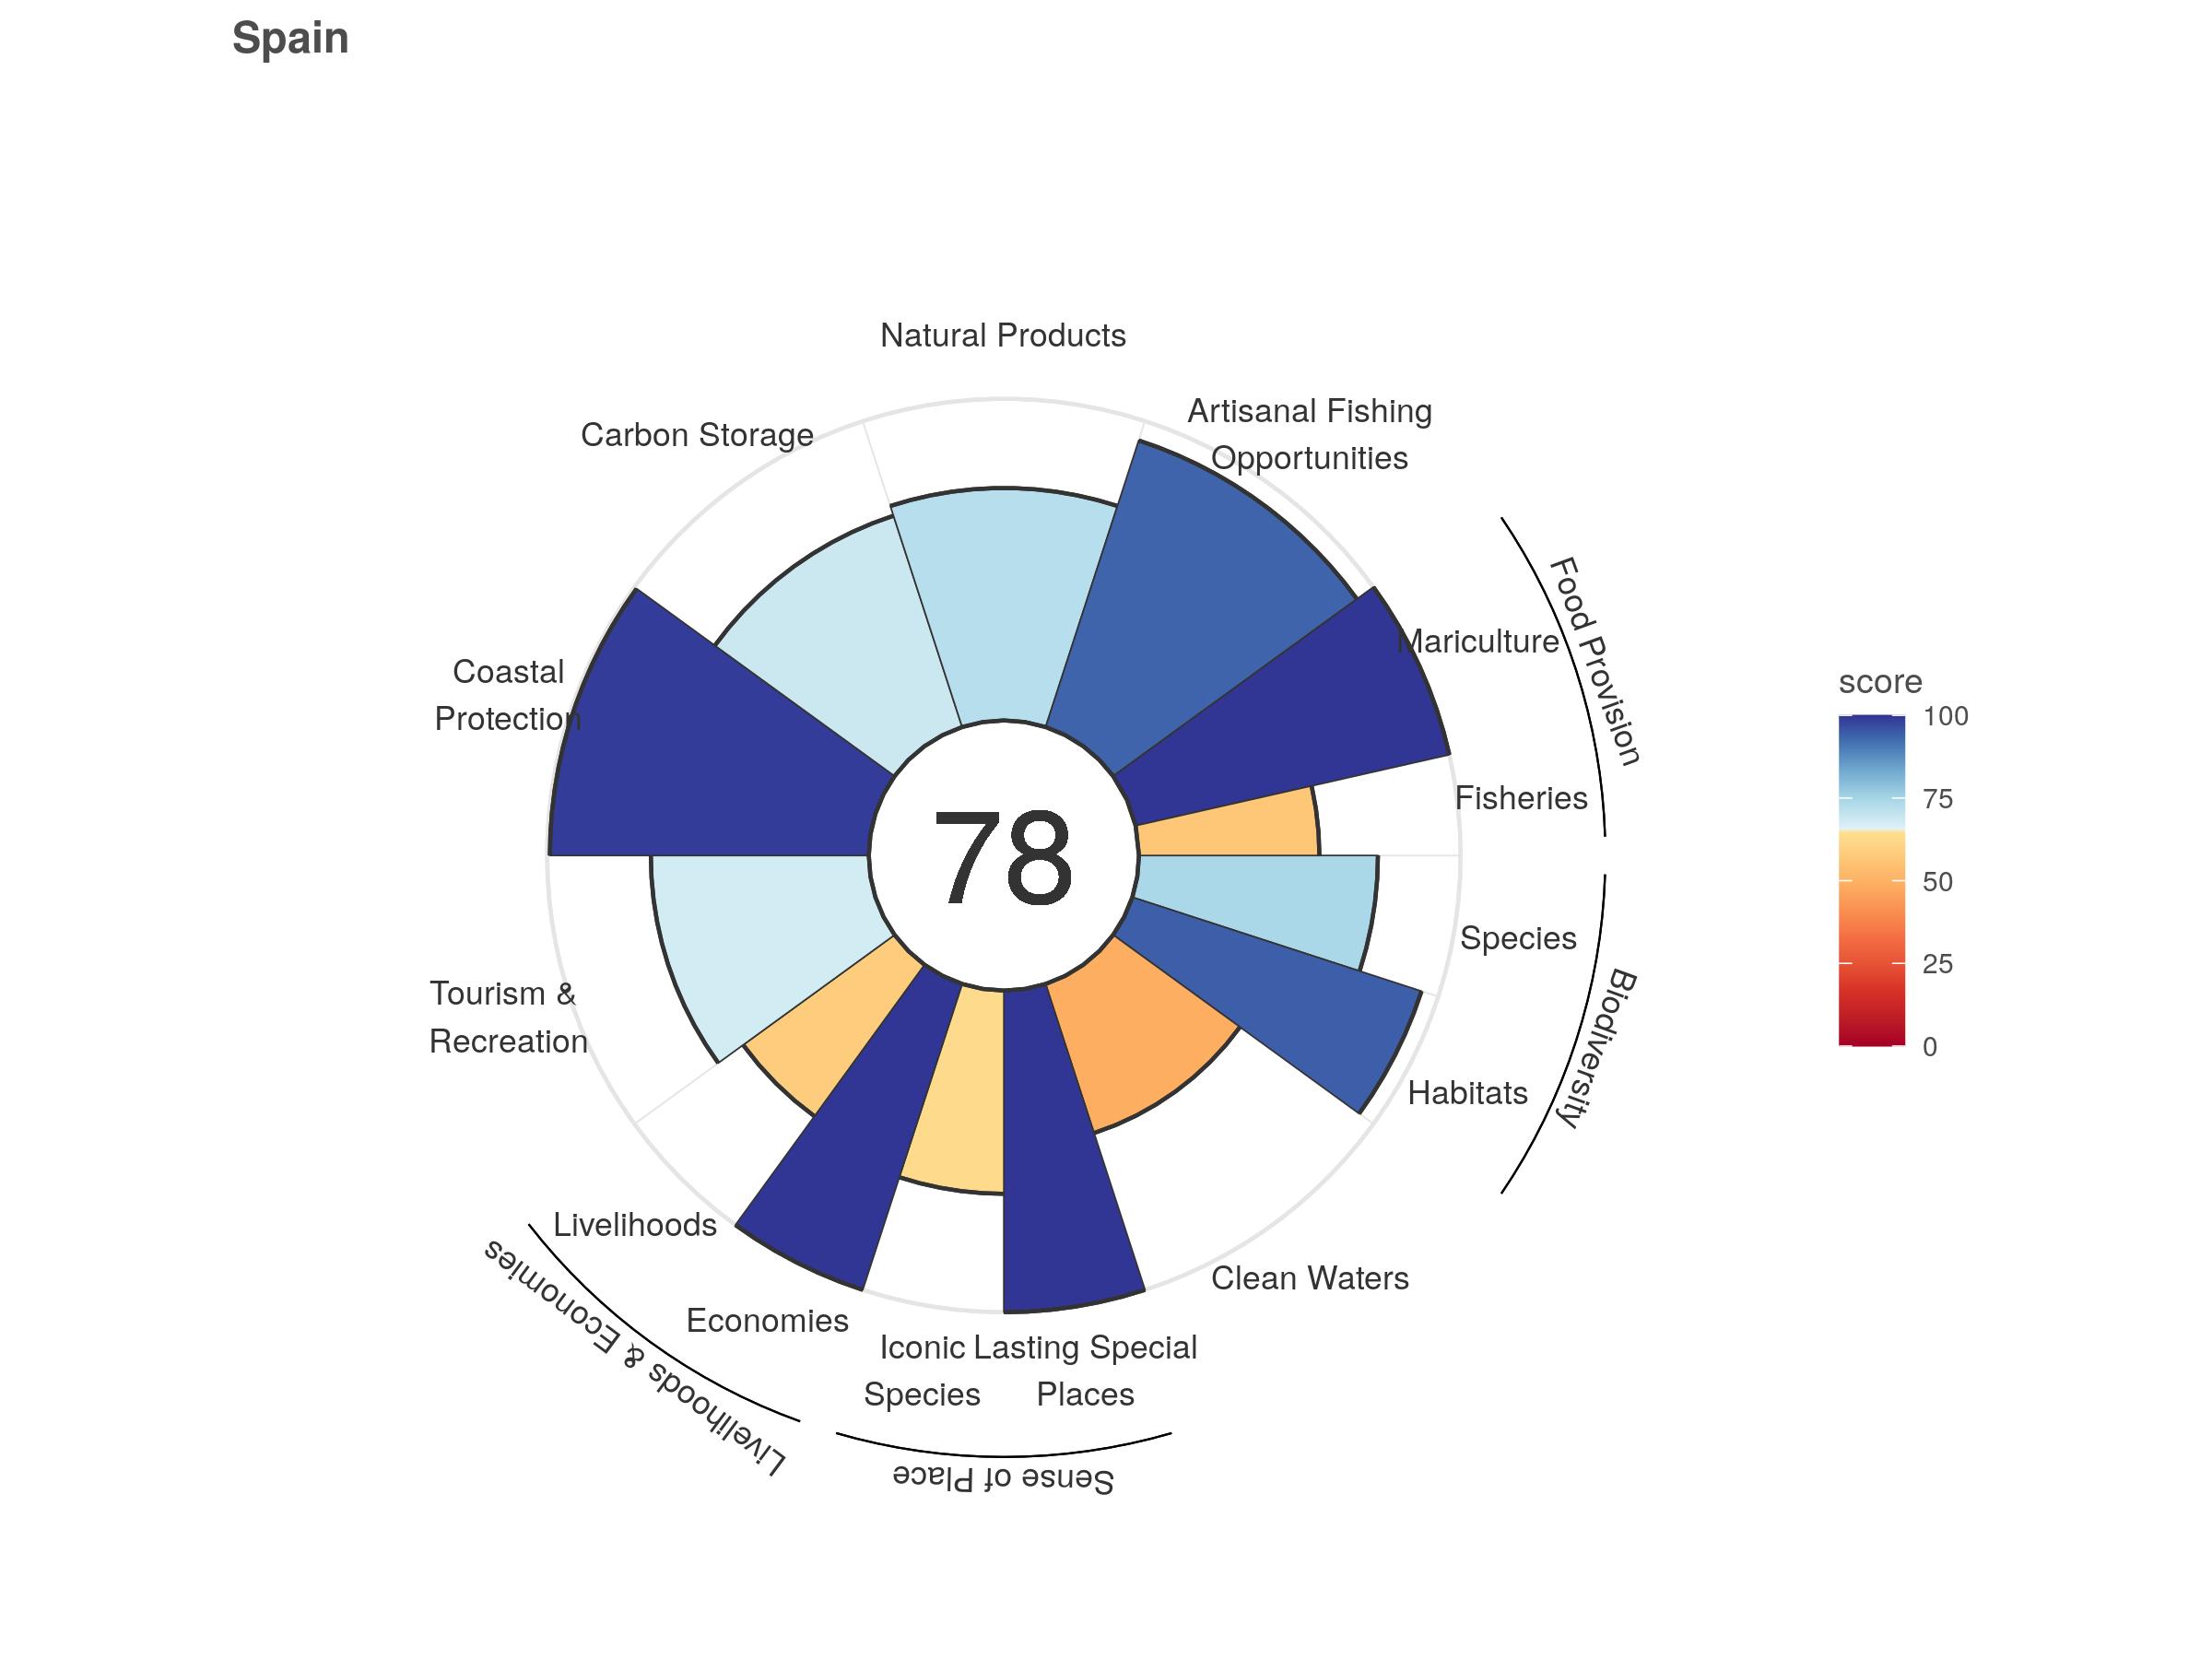 Spain
Natural Products
Artisanal Fishing
Opportunities
Carbon Storage
Mariculture
Food Provision
Coastal
Protection
Fisheries
78
Species
Biodiversity
Habitats
Tourism &
Recreation
Livelihoods
Economies
Livelihoods & Economies
Clean Waters
Iconic
Species
Lasting Special
Places
Sense of Place
score
100
75
50
25
0